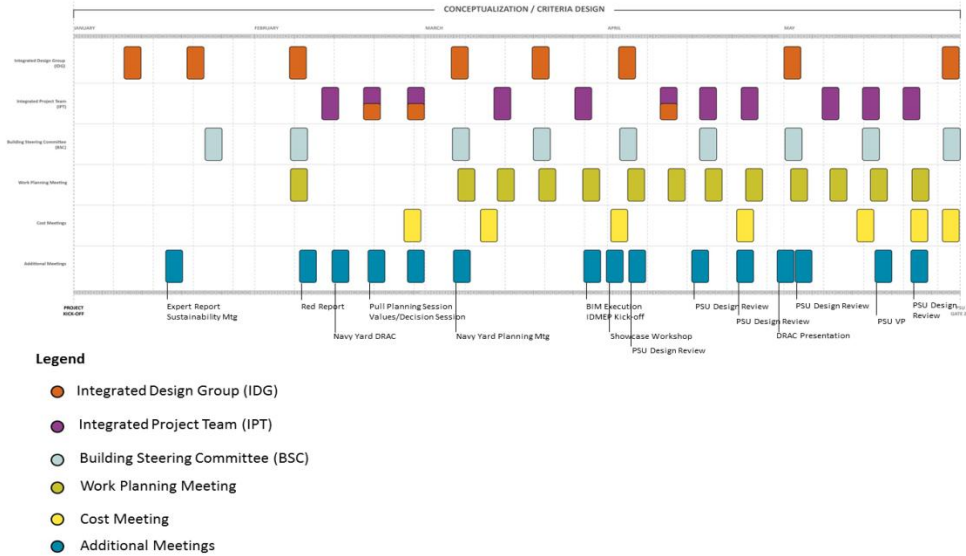 CONCEPTUALIZATION / CRITERIA DESIGN
JANUARY FEBRUARY MARCH APRIL MAY
Integrated Design Group
(IDG)
Integrated Project Team
(IPT)
Building Steering Committee
(BSC)
Work Planning Meeting
Cost Meetings
Additional Meetings
PROJECT
KICK-OFF
Expert Report
Sustainability Mtg
Red Report
Navy Yard DRAC
Pull Planning Session
Values/Decision Session
Navy Yard Planning Mtg
BIM Execution
IDMEP Kick-off
Showcase Workshop
PSU Design Review
PSU Design Review
PSU Design Review
DRAC Presentation
PSU Design Review
PSU VP
PSU Design
Review
Legend
Integrated Design Group (IDG)
Integrated Project Team (IPT)
Building Steering Committee (BSC)
Work Planning Meeting
Cost Meeting
Additional Meetings